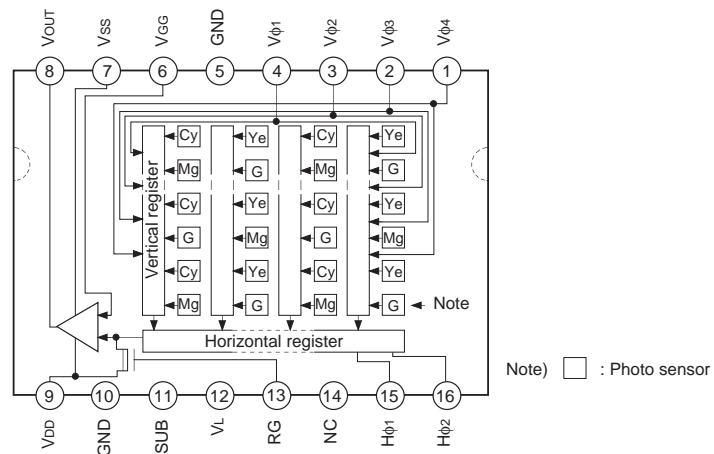 VOUT
VSS
VGG
GND
Vϕ1
Vϕ2
Vϕ3
Vϕ4
8
7
6
5
4
3
2
1
Cy
Ye
Cy
Ye
Mg
G
Mg
G
Cy
Ye
Cy
Ye
G
Mg
G
Mg
Cy
Ye
Cy
Ye
Mg
G
Mg
G
Vertical register
Note
Horizontal register
Note) : Photo sensor
9
10
11
12
13
14
15
16
VDD
GND
SUB
VL
RG
NC
Hϕ1
Hϕ2